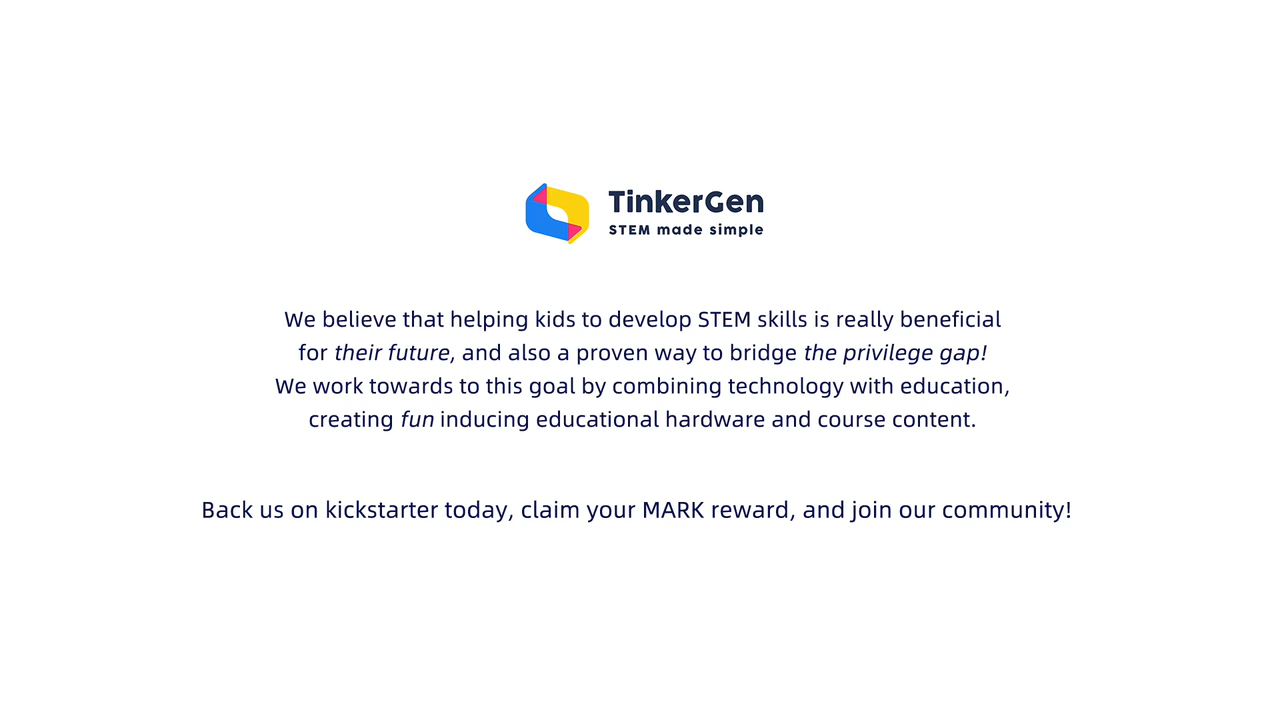 TinkerGen
STEM made simple
We believe that helping kids to develop STEM skills is really beneficial
for their future, and also a proven way to bridge the privilege gap!
We work towards to this goal by combining technology with education,
creating fun inducing educational hardware and course content.
Back us on kickstarter today, claim your MARK reward, and join our community!